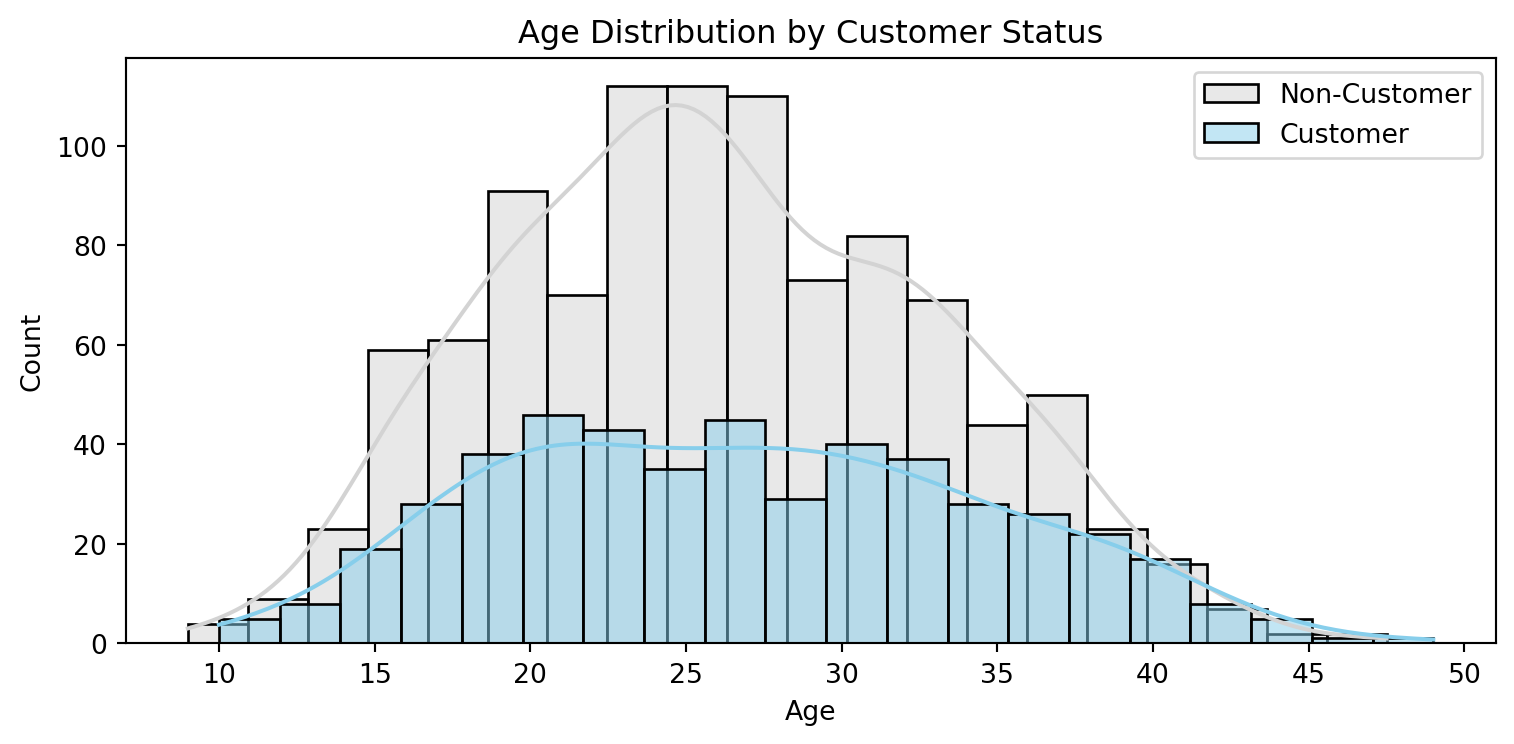 Age Distribution by Customer Status
Non-Customer
Customer
Count
100
80
60
40
20
0
10 15 20 25 30 35 40 45 50
Age